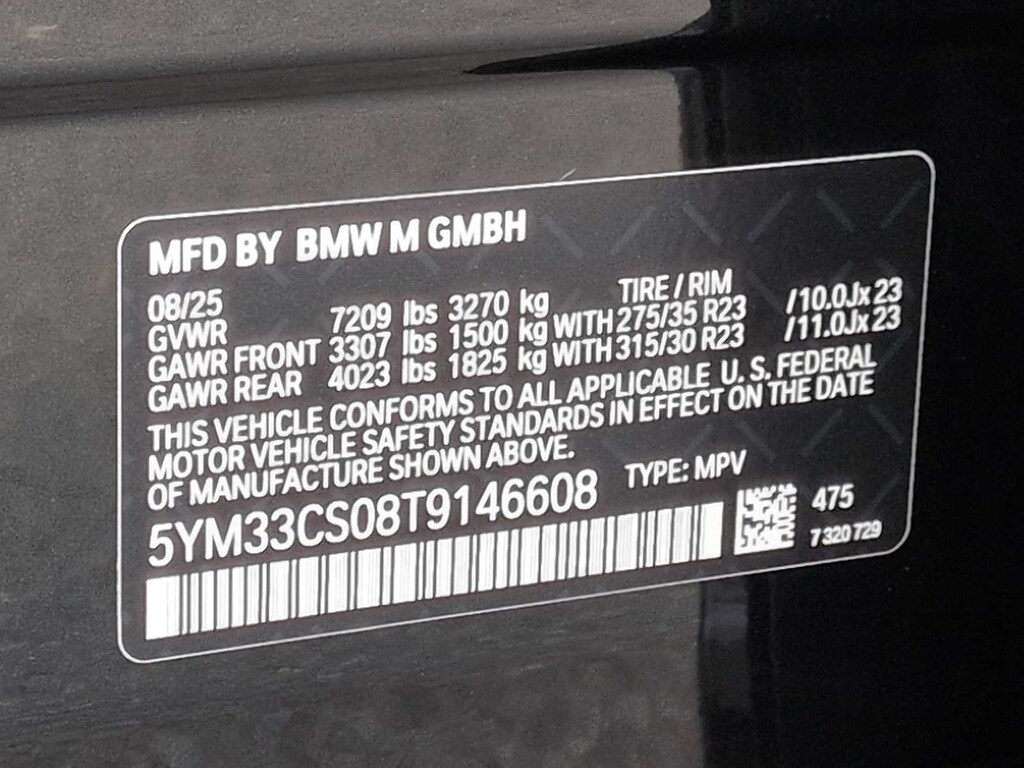 MFD BY BMW M GMBH
08/25 TIRE / RIM
GVWR 7209 lbs 3270 kg
GAWR FRONT 3307 lbs 1500 kg WITH 275/35 R23 /10.0Jx23
GAWR REAR 4023 lbs 1825 kg WITH 315/30 R23 /11.0Jx23
THIS VEHICLE CONFORMS TO ALL APPLICABLE U. S. FEDERAL
MOTOR VEHICLE SAFETY STANDARDS IN EFFECT ON THE DATE
OF MANUFACTURE SHOWN ABOVE.
5YM33CS08T9146608 TYPE: MPV
475
7 320 729